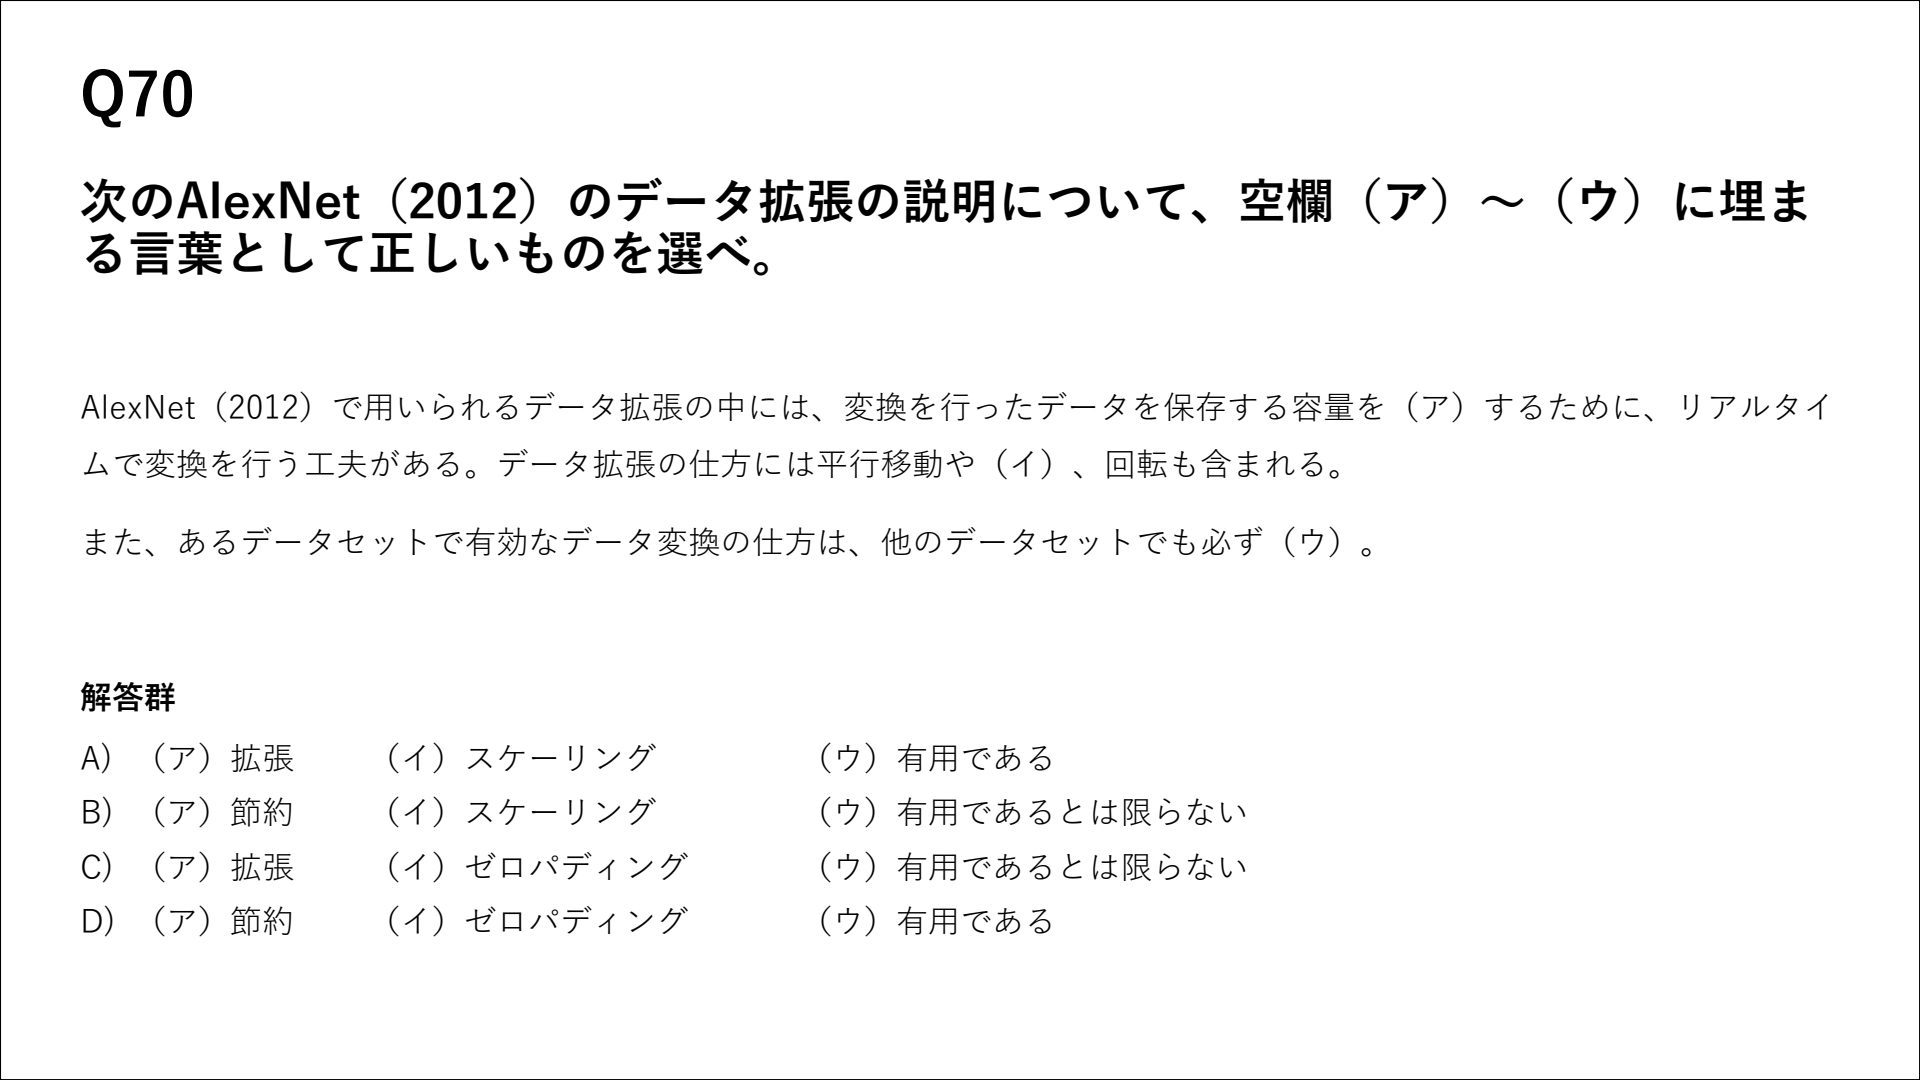 Q70
次のAlexNet（2012）のデータ拡張の説明について、空欄（ア）～（ウ）に埋ま
る言葉として正しいものを選べ。
AlexNet（2012）で用いられるデータ拡張の中には、変換を行ったデータを保存する容量を（ア）するために、リアルタイ
ムで変換を行う工夫がある。データ拡張の仕方には平行移動や（イ）、回転も含まれる。
また、あるデータセットで有効なデータ変換の仕方は、他のデータセットでも必ず（ウ）。
解答群
A) （ア）拡張 （イ）スケーリング （ウ）有用である
B) （ア）節約 （イ）スケーリング （ウ）有用であるとは限らない
C) （ア）拡張 （イ）ゼロパディング （ウ）有用であるとは限らない
D) （ア）節約 （イ）ゼロパディング （ウ）有用である